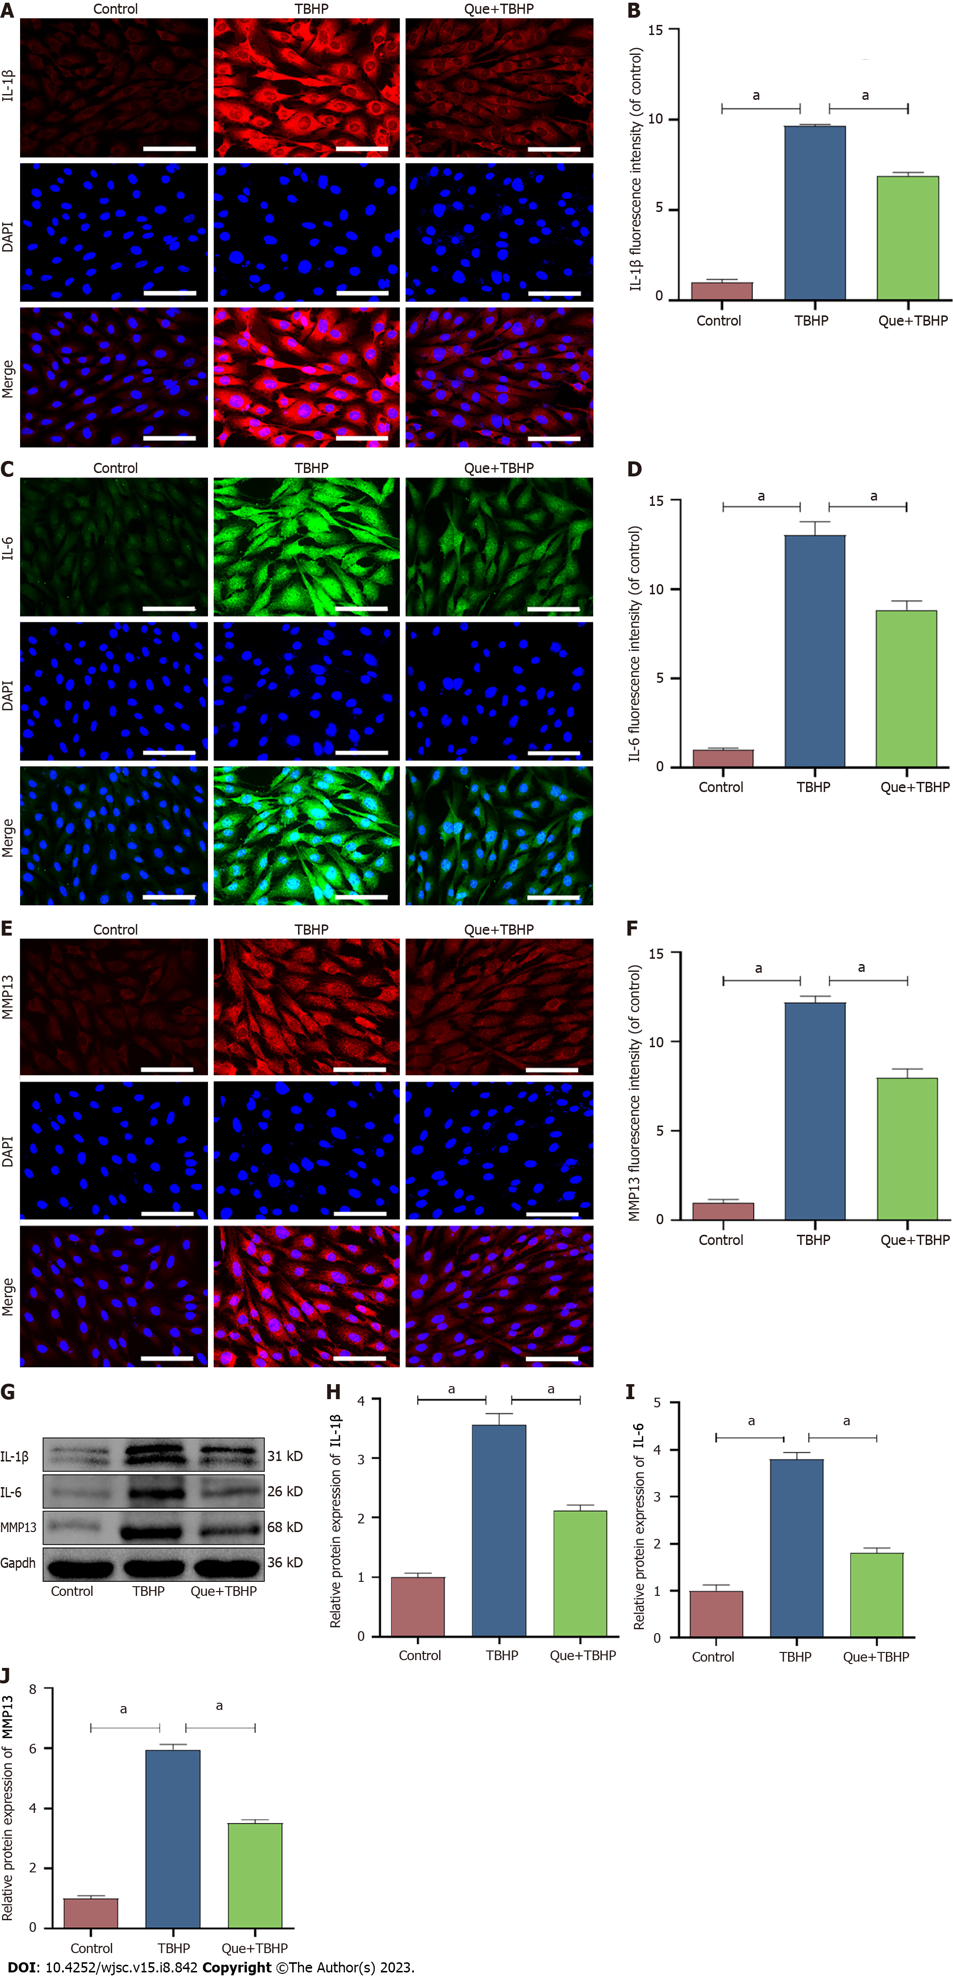 A
Control
TBHP
Que+TBHP
IL-1β
DAPI
Merge
B
IL-1β fluorescence intensity (of control)
15
10
5
0
a
a
Control
TBHP
Que+TBHP
C
Control
TBHP
Que+TBHP
IL-6
DAPI
Merge
D
IL-6 fluorescence intensity (of control)
15
10
5
0
a
a
Control
TBHP
Que+TBHP
E
Control
TBHP
Que+TBHP
MMP13
DAPI
Merge
F
MMP13 fluorescence intensity (of control)
15
10
5
0
a
a
Control
TBHP
Que+TBHP
G
IL-1β
31 kD
IL-6
26 kD
MMP13
68 kD
Gapdh
36 kD
Control
TBHP
Que+TBHP
H
Relative protein expression of IL-1β
4
3
2
1
0
a
a
Control
TBHP
Que+TBHP
I
Relative protein expression of IL-6
5
4
3
2
1
0
a
a
Control
TBHP
Que+TBHP
J
Relative protein expression of MMP13
8
6
4
2
0
a
a
Control
TBHP
Que+TBHP
DOI: 10.4252/wjsc.v15.i8.842 Copyright ©The Author(s) 2023.